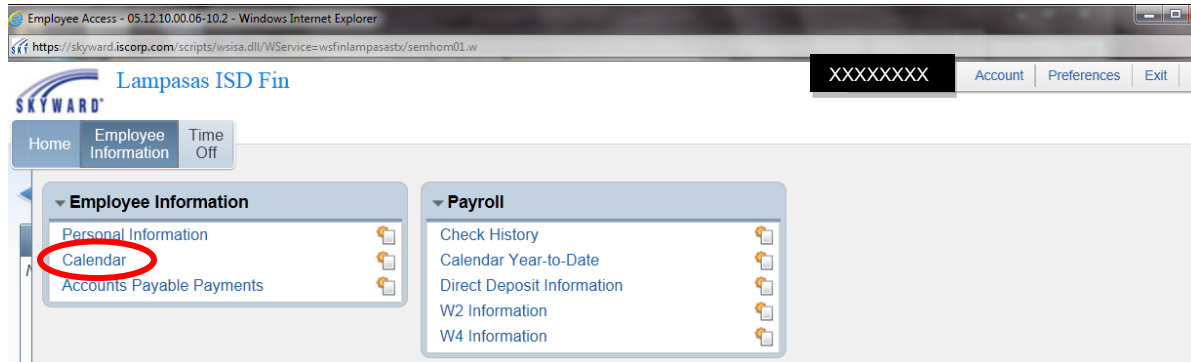 Employee Access - 05.12.10.00.06-10.2 - Windows Internet Explorer
https://skyward.iscorp.com/scripts/wsisa.dll/WService=wsfinlampasastx/semhom01.w
Lampasas ISD Fin
XXXXXXXX
Account Preferences Exit
SKYWARD
Home
Employee Information
Time Off
Employee Information
Personal Information
Calendar
Accounts Payable Payments
Payroll
Check History
Calendar Year-to-Date
Direct Deposit Information
W2 Information
W4 Information